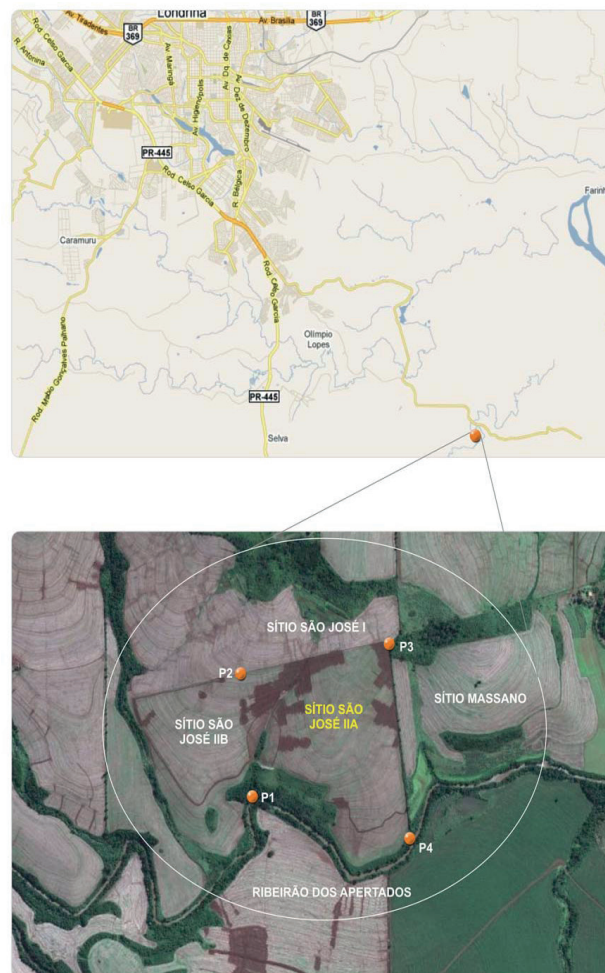 Londrina
BR
369
BR
369
Av. Tiradentes
Av. Brasília
Rod. Celso Garcia
R. Antonina
Av. Maringá
Av. Higienópolis
Av. Dq. de Caxias
Av. Dez de Dezembro
PR-445
Rod. Celso Garcia
R. Bélgica
Farinh
Caramuru
Rod. Celso Garcia
Olímpio
Lopes
Rod. Mábio Gonçalves Palhano
PR-445
Selva
SÍTIO SÃO JOSÉ I
P3
P2
SÍTIO MASSANO
SÍTIO SÃO
JOSÉ IIB
SÍTIO SÃO
JOSÉ IIA
P1
P4
RIBEIRÃO DOS APERTADOS